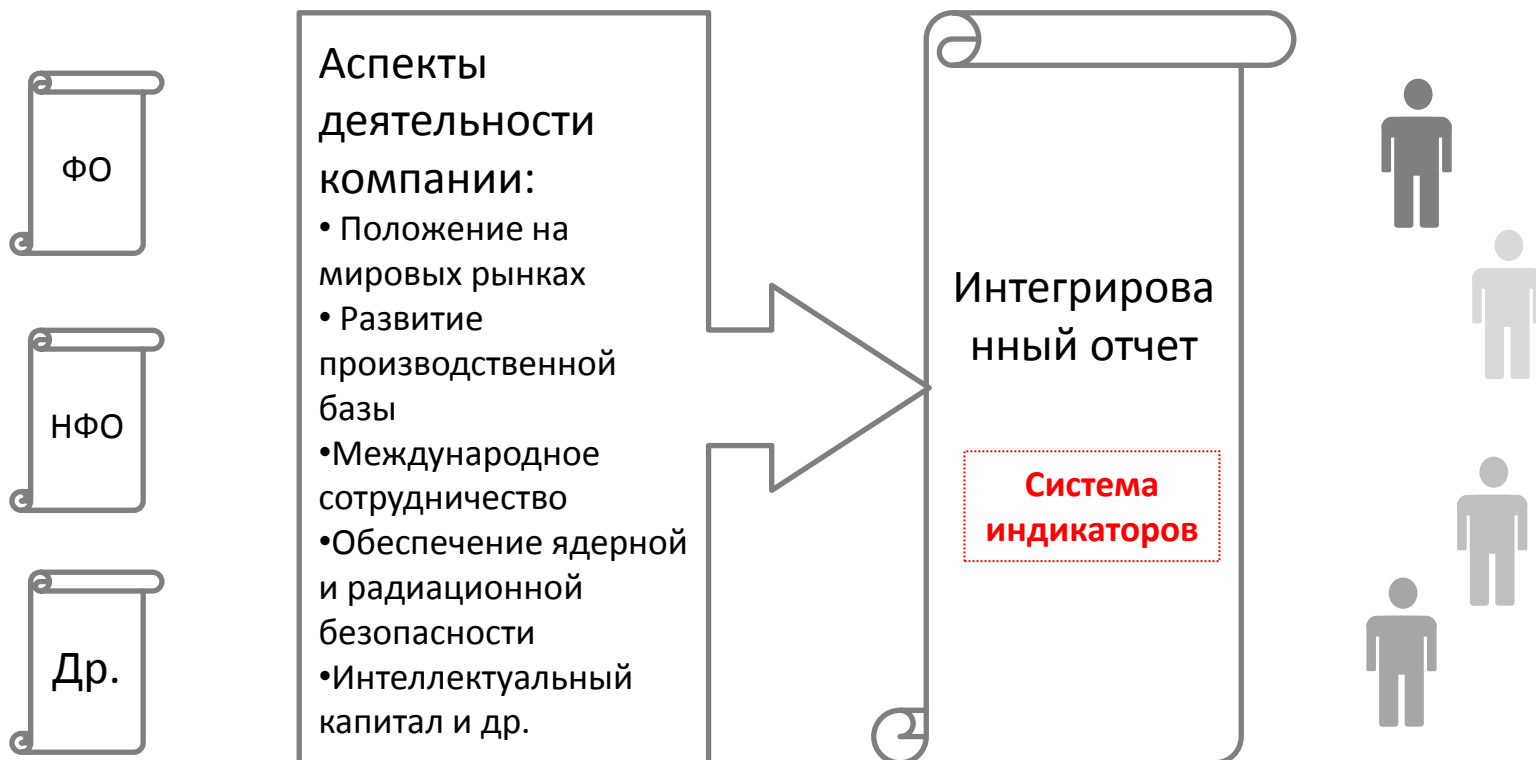 ФО
НФО
Др.
Аспекты
деятельности
компании:
• Положение на
мировых рынках
• Развитие
производственной
базы
•Международное
сотрудничество
•Обеспечение ядерной
и радиационной
безопасности
•Интеллектуальный
капитал и др.
Интегрирова
нный отчет
Система
индикаторов